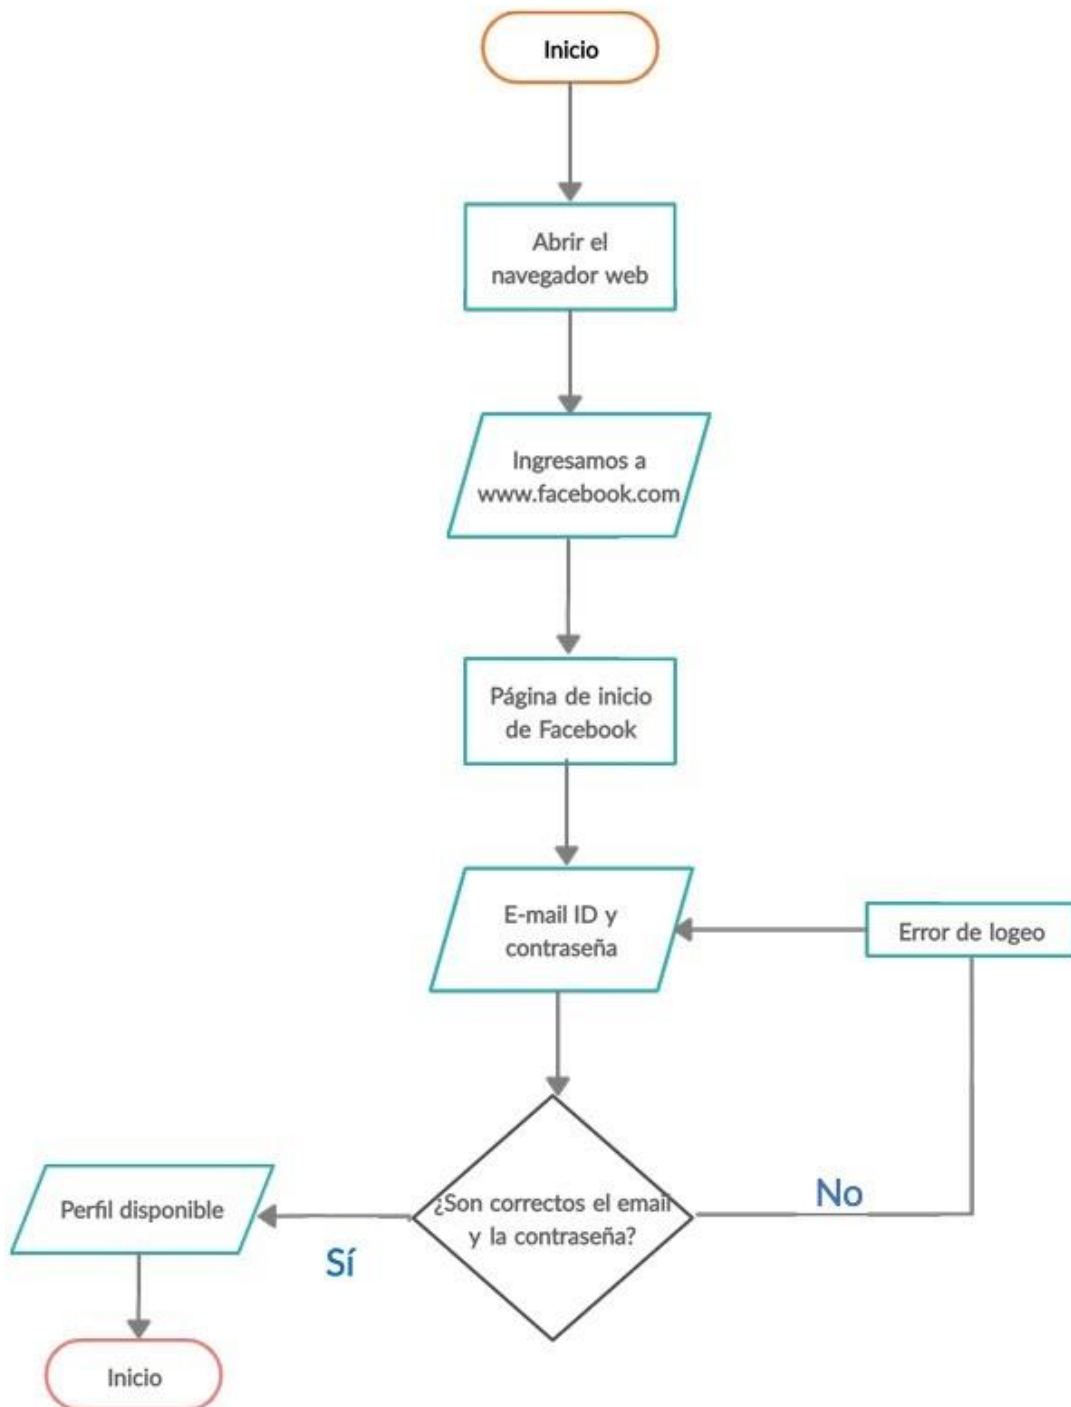 Inicio
Abrir el
navegador web
Ingresamos a
www.facebook.com
Página de inicio
de Facebook
E-mail ID y
contraseña
Error de logeo
¿Son correctos el email
y la contraseña?
No
Sí
Perfil disponible
Inicio